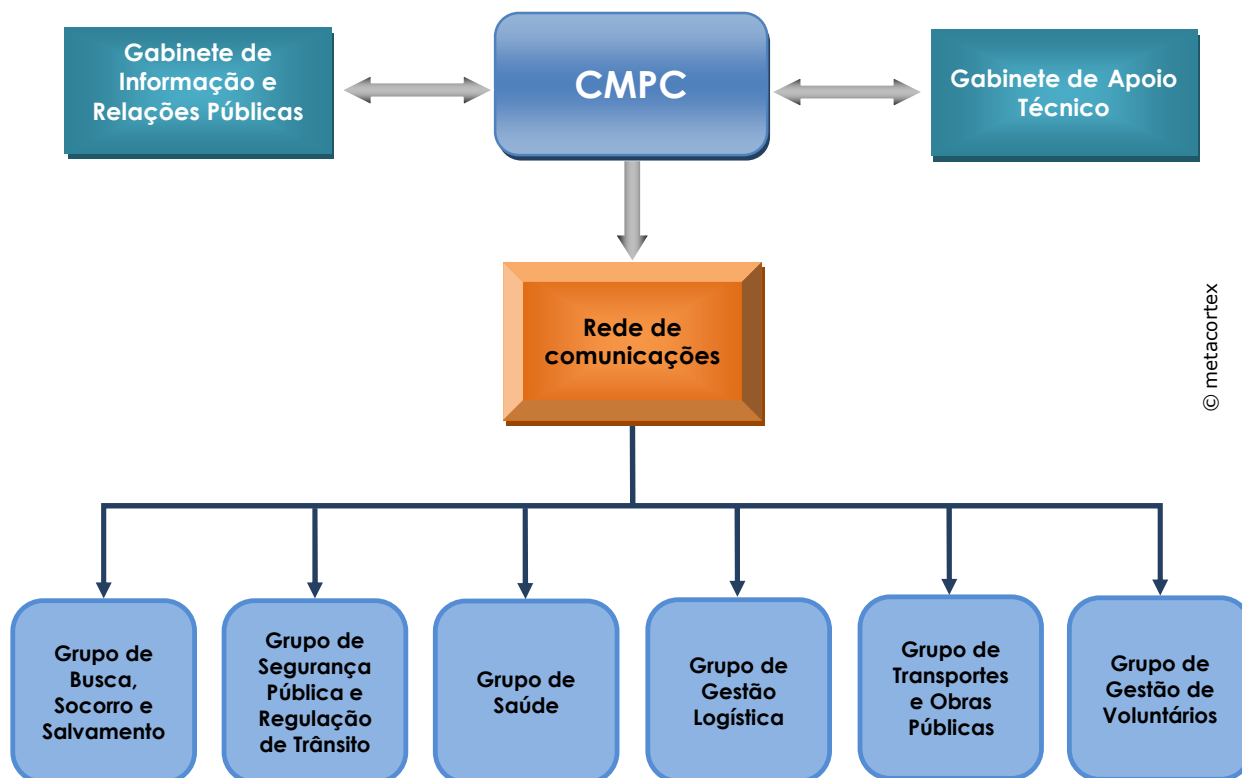 Gabinete de
Informação e
Relações Públicas
CMPC
Gabinete de Apoio
Técnico
Rede de
comunicações
© metacortex
Grupo de
Busca,
Socorro e
Salvamento
Grupo de
Segurança
Pública e
Regulação
de Trânsito
Grupo de
Saúde
Grupo de
Gestão
Logística
Grupo de
Transportes
e Obras
Públicas
Grupo de
Gestão de
Voluntários